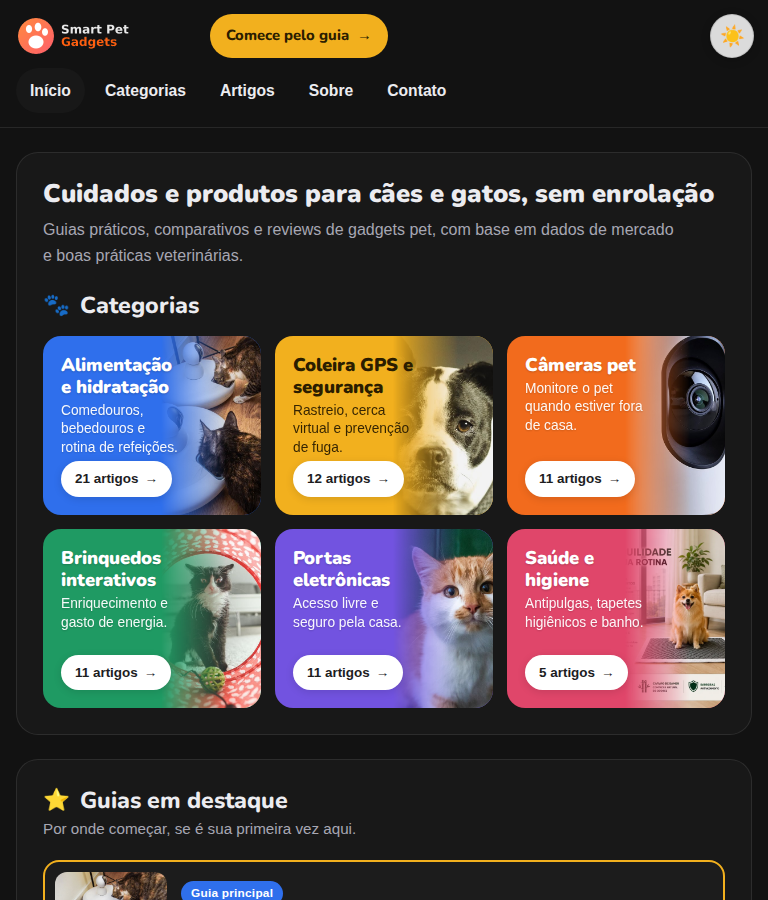 Smart Pet
Gadgets
Comece pelo guia →
Início
Categorias
Artigos
Sobre
Contato
Cuidados e produtos para cães e gatos, sem enrolação
Guias práticos, comparativos e reviews de gadgets pet, com base em dados de mercado
e boas práticas veterinárias.
Categorias
Alimentação
e hidratação
Comedouros,
bebedouros e
rotina de refeições.
21 artigos →
Coleira GPS e
segurança
Rastreio, cerca
virtual e prevenção
de fuga.
12 artigos →
Câmeras pet
Monitore o pet
quando estiver fora
de casa.
11 artigos →
Brinquedos
interativos
Enriquecimento e
gasto de energia.
11 artigos →
Portas
eletrônicas
Acesso livre e
seguro pela casa.
11 artigos →
Saúde e
higiene
Antipulgas, tapetes
higiênicos e banho.
5 artigos →
Guias em destaque
Por onde começar, se é sua primeira vez aqui.
Guia principal